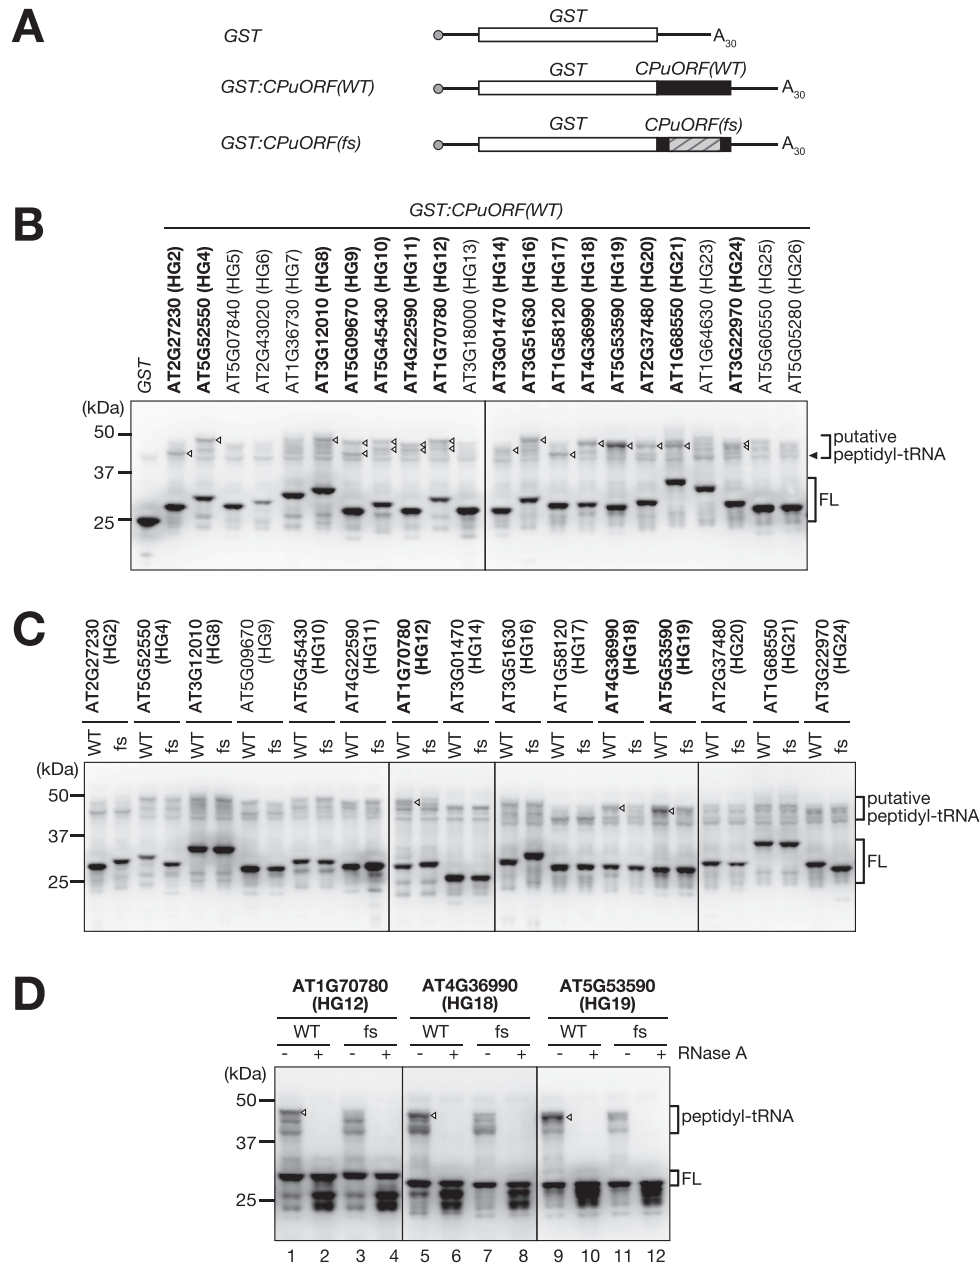 A
GST
GST
A30
GST:CPuORF(WT)
GST
CPuORF(WT)
A30
GST:CPuORF(fs)
GST
CPuORF(fs)
A30
B
GST:CPuORF(WT)
GST
AT2G27230 (HG2)
AT5G52550 (HG4)
AT5G07840 (HG5)
AT2G43020 (HG6)
AT1G36730 (HG7)
AT3G12010 (HG8)
AT5G09670 (HG9)
AT5G45430 (HG10)
AT4G22590 (HG11)
AT1G70780 (HG12)
AT3G18000 (HG13)
AT3G01470 (HG14)
AT3G51630 (HG16)
AT1G58120 (HG17)
AT4G36990 (HG18)
AT5G53590 (HG19)
AT2G37480 (HG20)
AT1G68550 (HG21)
AT1G64630 (HG23)
AT3G22970 (HG24)
AT5G60550 (HG25)
AT5G05280 (HG26)
(kDa)
50
37
25
putative
peptidyl-tRNA
FL
C
AT2G27230
(HG2)
AT5G52550
(HG4)
AT3G12010
(HG8)
AT5G09670
(HG9)
AT5G45430
(HG10)
AT4G22590
(HG11)
AT1G70780
(HG12)
AT3G01470
(HG14)
AT3G51630
(HG16)
AT1G58120
(HG17)
AT4G36990
(HG18)
AT5G53590
(HG19)
AT2G37480
(HG20)
AT1G68550
(HG21)
AT3G22970
(HG24)
WT fs WT fs WT fs WT fs WT fs WT fs WT fs WT fs WT fs WT fs WT fs WT fs WT fs WT fs WT fs
(kDa)
50
37
25
putative
peptidyl-tRNA
FL
D
AT1G70780
(HG12)
AT4G36990
(HG18)
AT5G53590
(HG19)
WT fs WT fs WT fs
- + - + - + - + - + - + RNase A
(kDa)
50
37
25
peptidyl-tRNA
FL
1 2 3 4 5 6 7 8 9 10 11 12